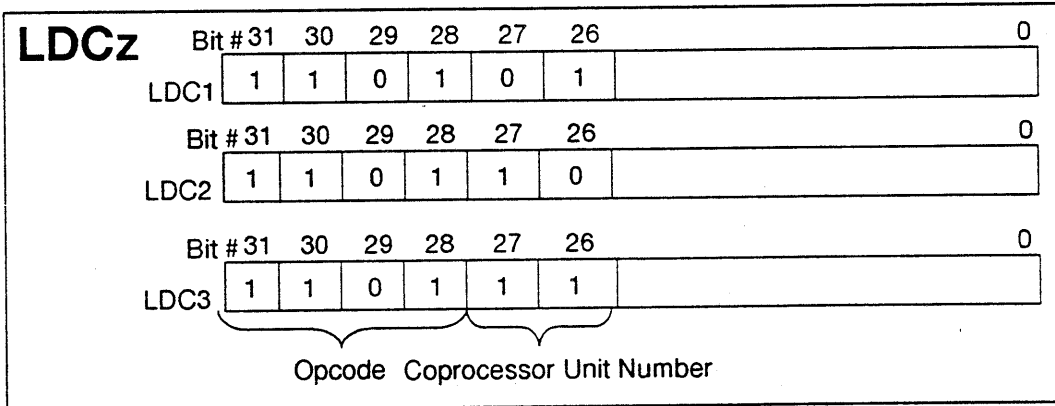 LDCz
Bit # 31 30 29 28 27 26 0
LDC1 1 1 0 1 0 1
Bit # 31 30 29 28 27 26 0
LDC2 1 1 0 1 1 0
Bit # 31 30 29 28 27 26 0
LDC3 1 1 0 1 1 1
Opcode Coprocessor Unit Number